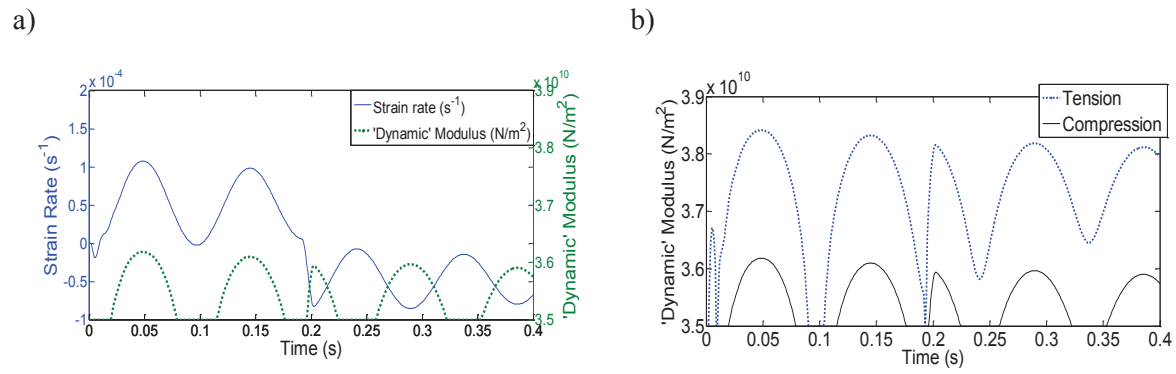 a)
b)
x 10^-4
x 10^10
2
1.5
1
0.5
0
-0.5
-1
Strain Rate (s^-1)
Strain rate (s^-1)
'Dynamic' Modulus (N/m^2)
3.9
3.7
3.6
3.5
'Dynamic' Modulus (N/m^2)
0 0.05 0.1 0.15 0.2 0.25 0.3 0.35 0.4
Time (s)
x 10^10
3.9
3.8
3.7
3.6
3.5
'Dynamic' Modulus (N/m^2)
Tension
Compression
0 0.05 0.1 0.15 0.2 0.25 0.3 0.35 0.4
Time (s)